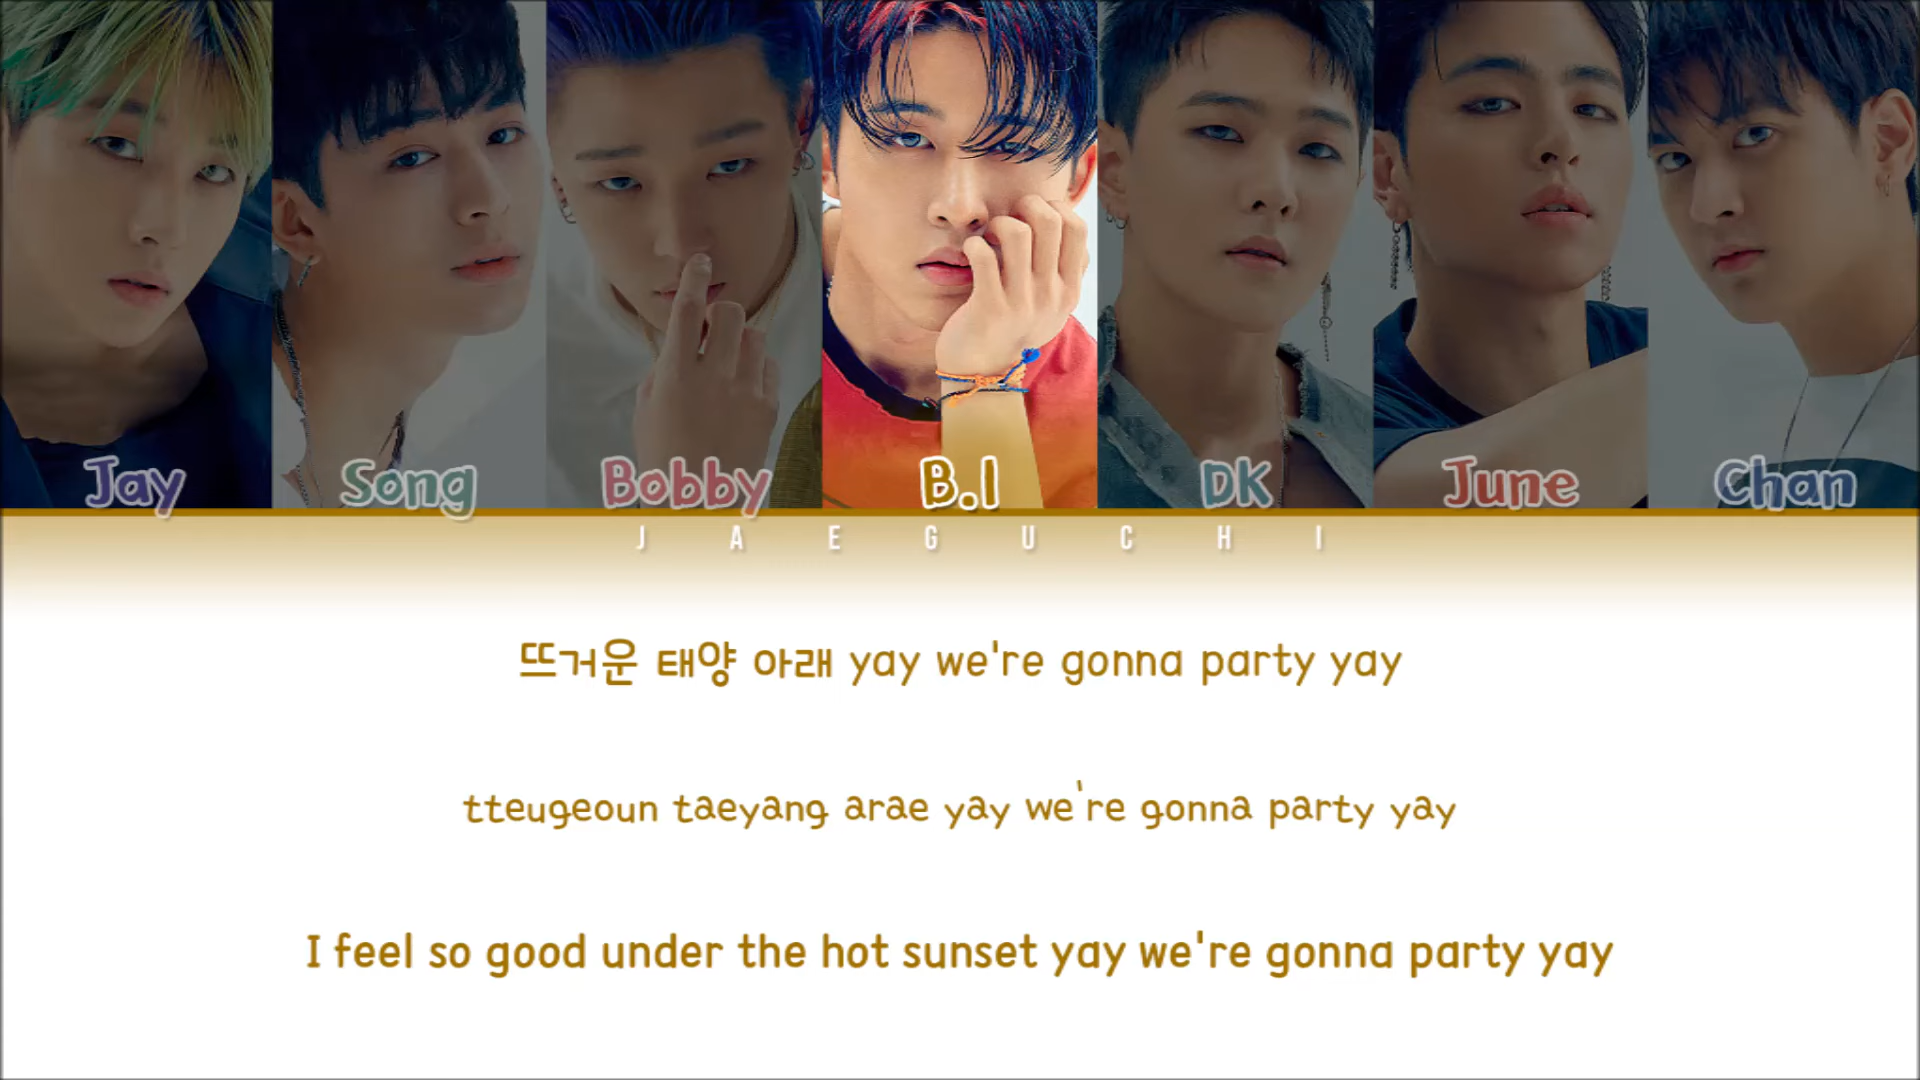 Jay Song Bobby B.I DK June Chan
JAEGUCHI
뜨거운 태양 아래 yay we're gonna party yay
tteugeoun taeyang arae yay we're gonna party yay
I feel so good under the hot sunset yay we're gonna party yay